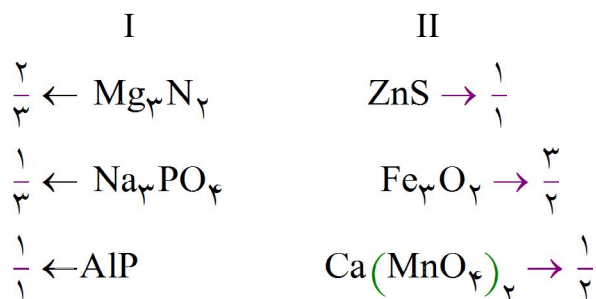 I II
۲/۳ ← Mg۳N۲ ZnS → ۱/۱
۱/۳ ← Na۳PO۴ Fe۳O۲ → ۳/۲
۱/۱ ← AlP Ca(MnO۴)۲ → ۱/۲